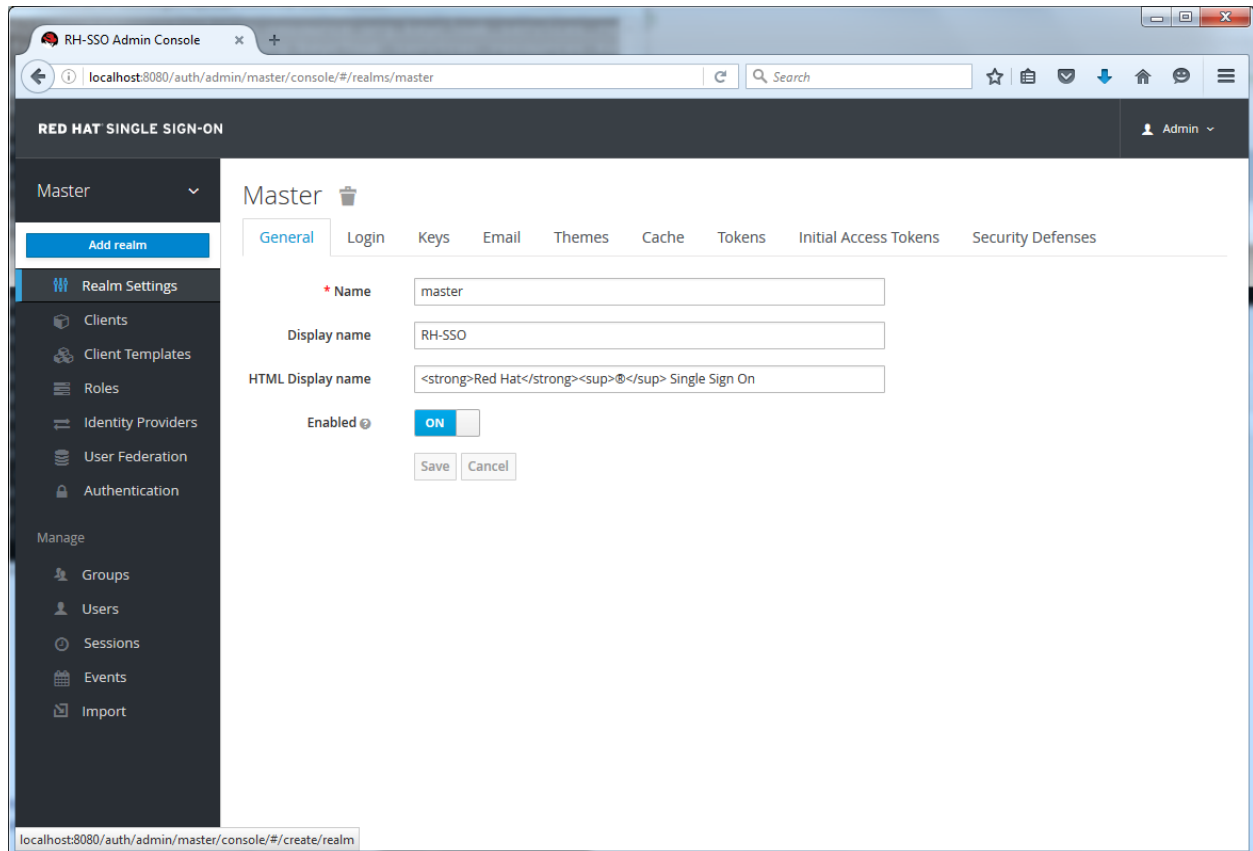 RH-SSO Admin Console
localhost:8080/auth/admin/master/console/#/realms/master
Search
RED HAT® SINGLE SIGN-ON
Admin
Master
Add realm
Realm Settings
Clients
Client Templates
Roles
Identity Providers
User Federation
Authentication
Manage
Groups
Users
Sessions
Events
Import
Master
General Login Keys Email Themes Cache Tokens Initial Access Tokens Security Defenses
* Name master
Display name RH-SSO
HTML Display name <strong>Red Hat</strong><sup>®</sup> Single Sign On
Enabled ON
Save Cancel
localhost:8080/auth/admin/master/console/#/create/realm